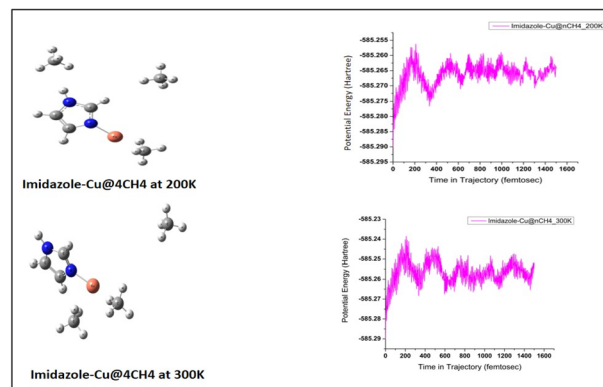 Imidazole-Cu@nCH4_200K
-585.255
-585.260
-585.265
-585.270
-585.275
-585.280
-585.285
-585.290
-585.295
Potential Energy (Hartree)
0 200 400 600 800 1000 1200 1400 1600
Time in Trajectory (femtosec)
Imidazole-Cu@4CH4 at 200K
Imidazole-Cu@nCH4_300K
-585.23
-585.24
-585.25
-585.26
-585.27
-585.28
-585.29
Potential Energy (Hartree)
0 200 400 600 800 1000 1200 1400 1600
Time in Trajectory (femtosec)
Imidazole-Cu@4CH4 at 300K